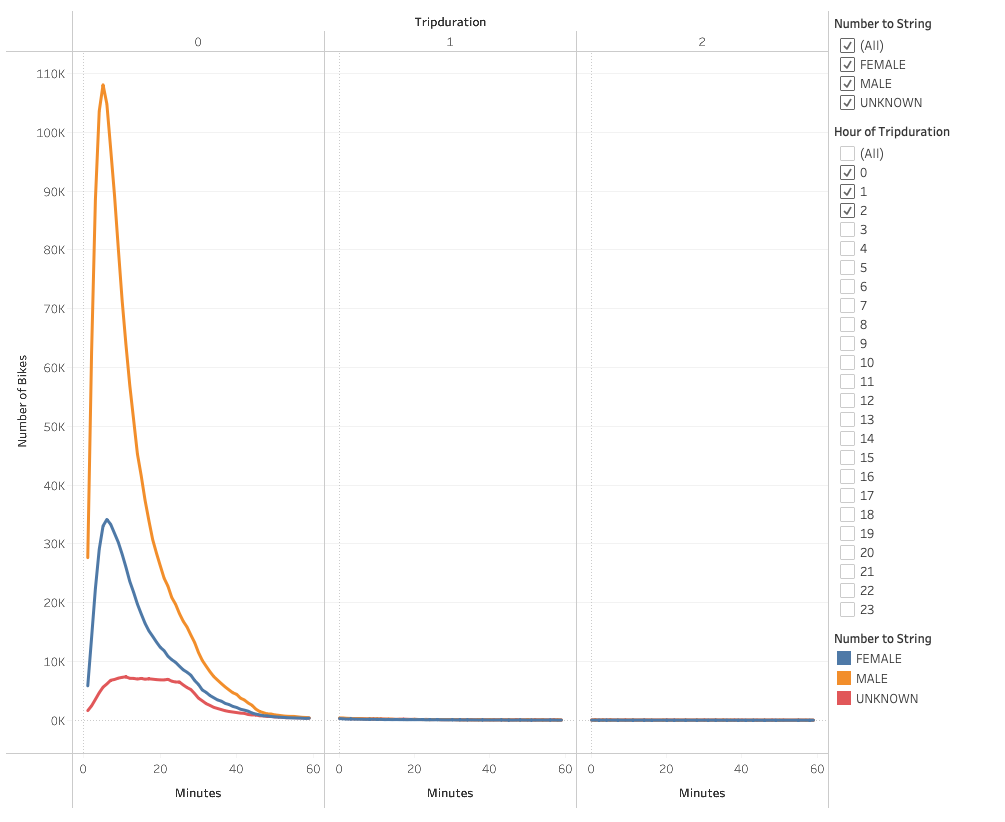 Tripduration
0 1 2
110K
100K
90K
80K
70K
60K
50K
40K
30K
20K
10K
0K
Number of Bikes
0 20 40 60 0 20 40 60 0 20 40 60
Minutes Minutes Minutes
Number to String
(All)
FEMALE
MALE
UNKNOWN
Hour of Tripduration
(All)
0
1
2
3
4
5
6
7
8
9
10
11
12
13
14
15
16
17
18
19
20
21
22
23
Number to String
FEMALE
MALE
UNKNOWN